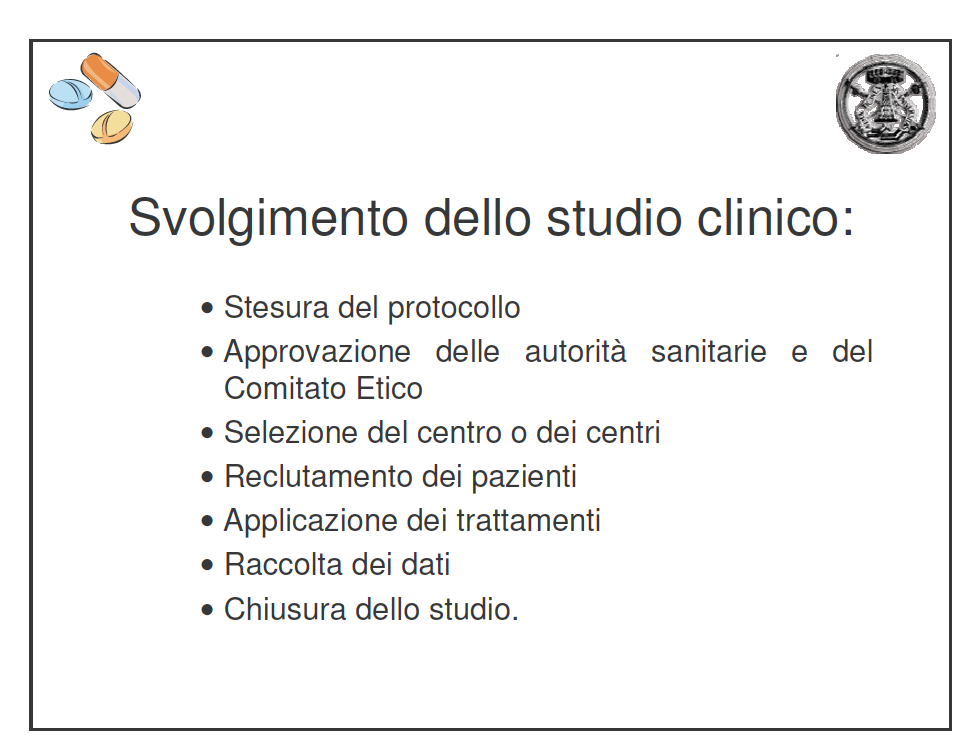 Svolgimento dello studio clinico:
• Stesura del protocollo
• Approvazione delle autorità sanitarie e del
Comitato Etico
• Selezione del centro o dei centri
• Reclutamento dei pazienti
• Applicazione dei trattamenti
• Raccolta dei dati
• Chiusura dello studio.